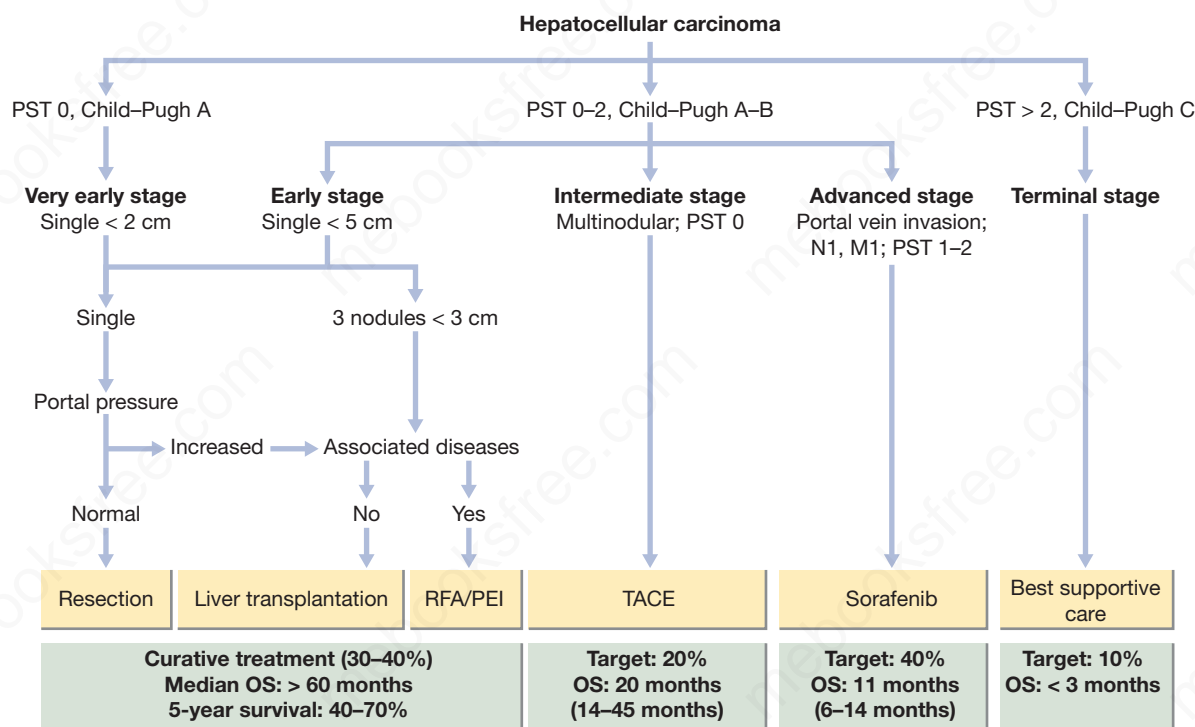 Hepatocellular carcinoma
PST 0, Child–Pugh A
PST 0–2, Child–Pugh A–B
PST > 2, Child–Pugh C
Very early stage
Single < 2 cm
Early stage
Single < 5 cm
Intermediate stage
Multinodular; PST 0
Advanced stage
Portal vein invasion;
N1, M1; PST 1–2
Terminal stage
Single
3 nodules < 3 cm
Portal pressure
Increased
Associated diseases
Normal
No
Yes
Resection
Liver transplantation
RFA/PEI
TACE
Sorafenib
Best supportive
care
Curative treatment (30–40%)
Median OS: > 60 months
5-year survival: 40–70%
Target: 20%
OS: 20 months
(14–45 months)
Target: 40%
OS: 11 months
(6–14 months)
Target: 10%
OS: < 3 months
mebooksfree.com